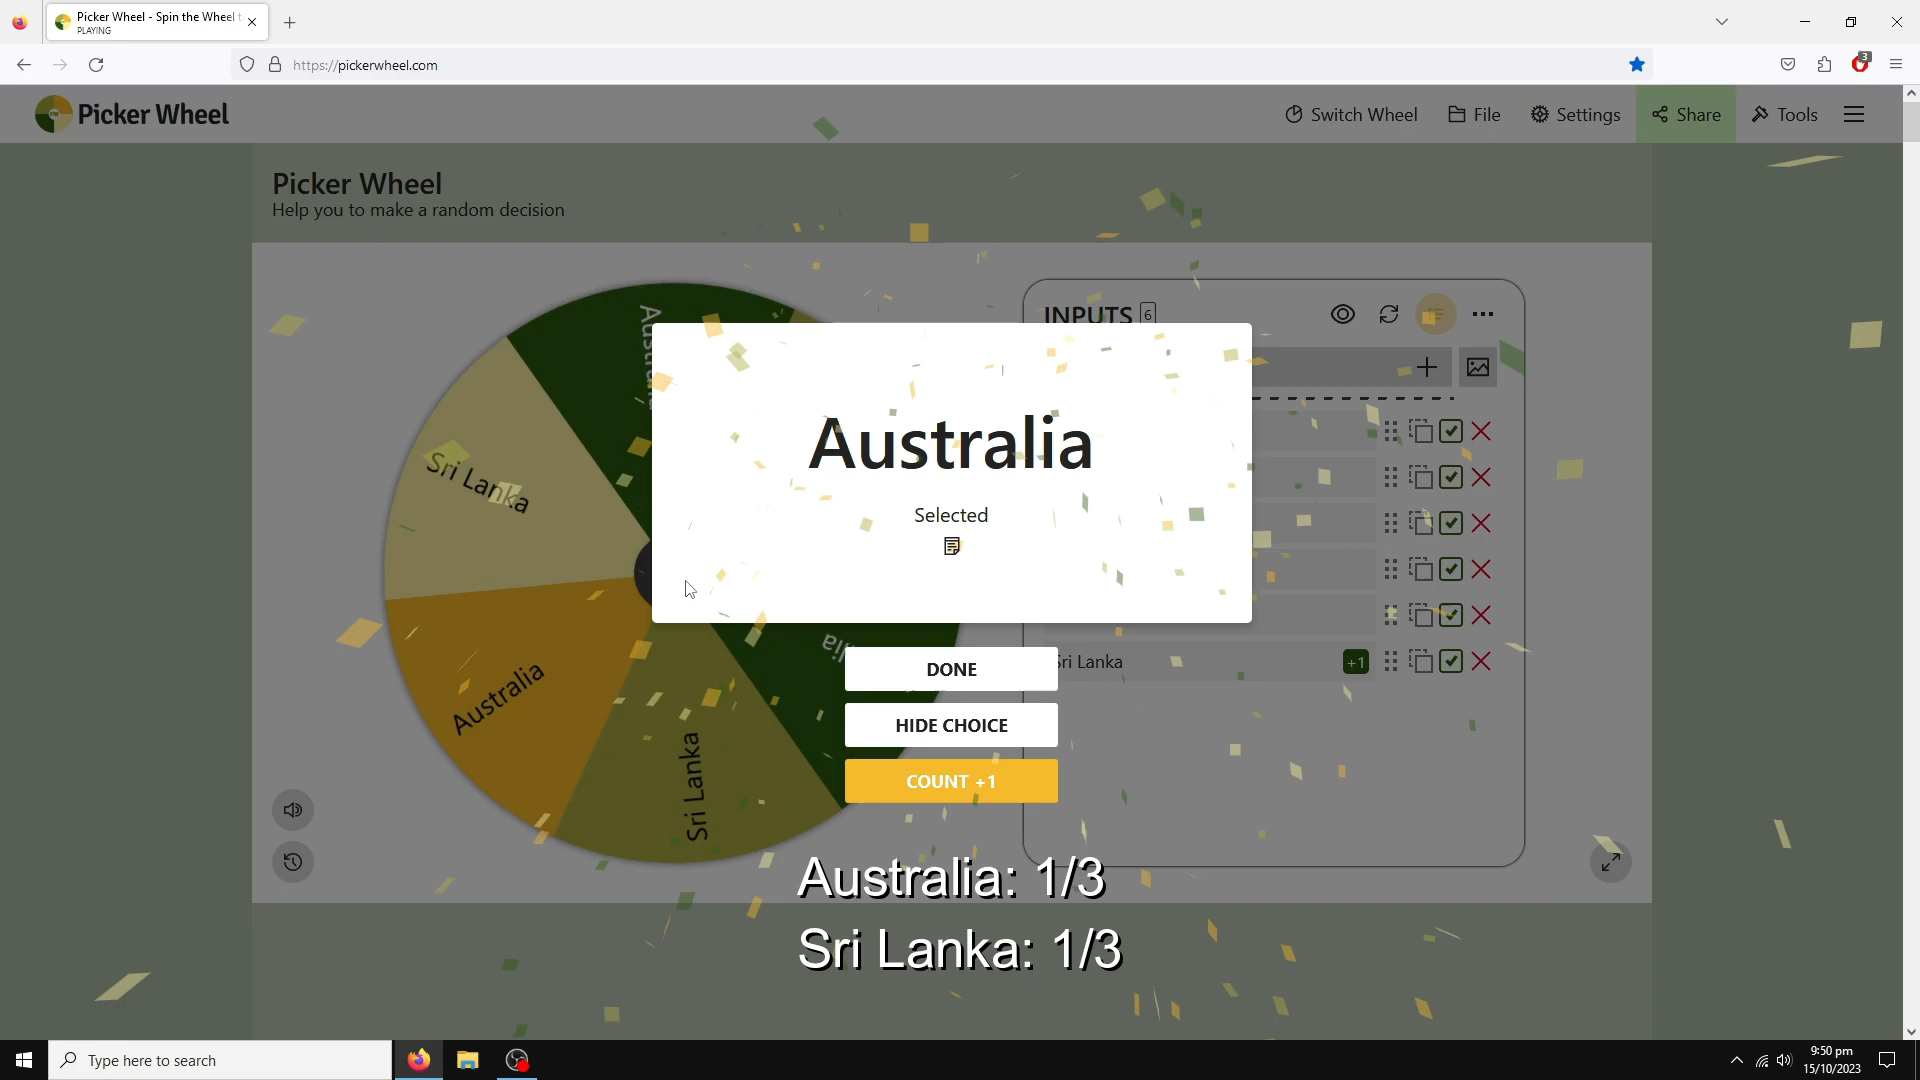 Picker Wheel - Spin the Wheel t
PLAYING
https://pickerwheel.com
3
Picker Wheel
Switch Wheel
File
Settings
Share
Tools
Picker Wheel
Help you to make a random decision
INPUTS 6
Australia
Selected
Sri Lanka
Australia
Sri Lanka
DONE
HIDE CHOICE
COUNT +1
Sri Lanka
+1
Australia: 1/3
Sri Lanka: 1/3
Type here to search
9:50 pm
15/10/2023